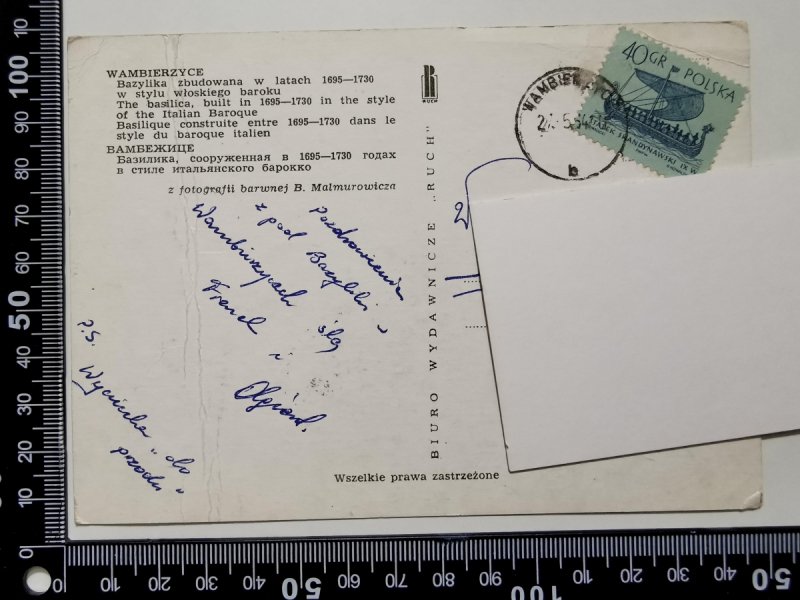 WAMBIERZYCE
Bazylika zbudowana w latach 1695—1730
w stylu włoskiego baroku
The basilica, built in 1695—1730 in the style
of the Italian Baroque
Basilique construite entre 1695—1730 dans le
style du baroque italien
ВАМБЕЖИЦЕ
Базилика, сооруженная в 1695—1730 годах
в стиле итальянского барокко
z fotografii barwnej B. Malmurowicza
RUCH
Pozdrowienia
z pod Bazyliki w
Wambierzycach ślą
Franek i
P.S. Wycieczka "do
przodu"
BIURO WYDAWNICZE „RUCH"
Wszelkie prawa zastrzeżone
40 GR POLSKA
SKANDYNAWSKI IX W
WAMBIERZYCE
b